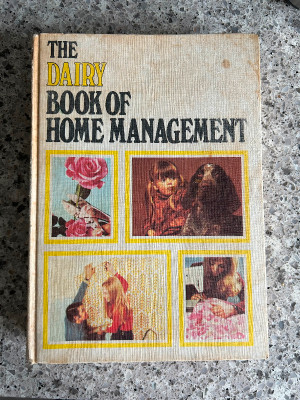 THE
DAIRY
BOOK OF
HOME MANAGEMENT